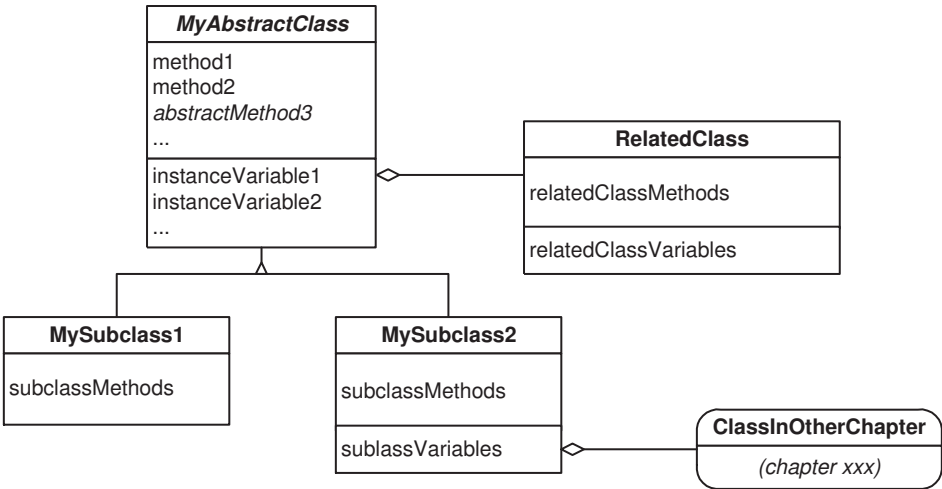 MyAbstractClass
method1
method2
abstractMethod3
...
instanceVariable1
instanceVariable2
...
RelatedClass
relatedClassMethods
relatedClassVariables
MySubclass1
subclassMethods
MySubclass2
subclassMethods
sublassVariables
ClassInOtherChapter
(chapter xxx)